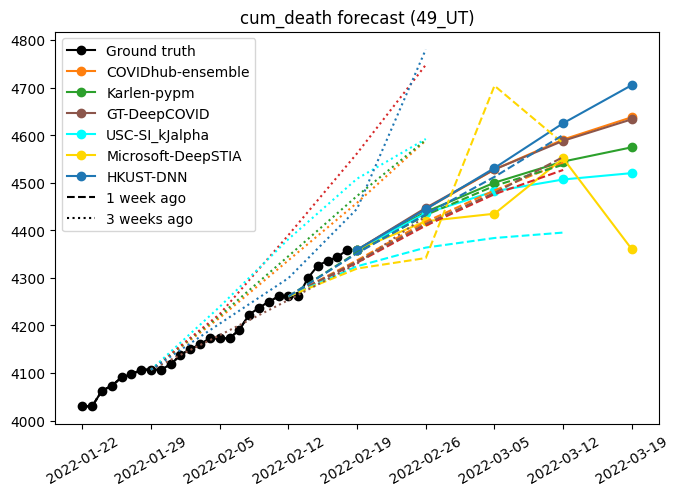 cum_death forecast (49_UT)
4800
4700
4600
4500
4400
4300
4200
4100
4000
Ground truth
COVIDhub-ensemble
Karlen-pypm
GT-DeepCOVID
USC-SI_kJalpha
Microsoft-DeepSTIA
HKUST-DNN
1 week ago
3 weeks ago
2022-01-22
2022-01-29
2022-02-05
2022-02-12
2022-02-19
2022-02-26
2022-03-05
2022-03-12
2022-03-19